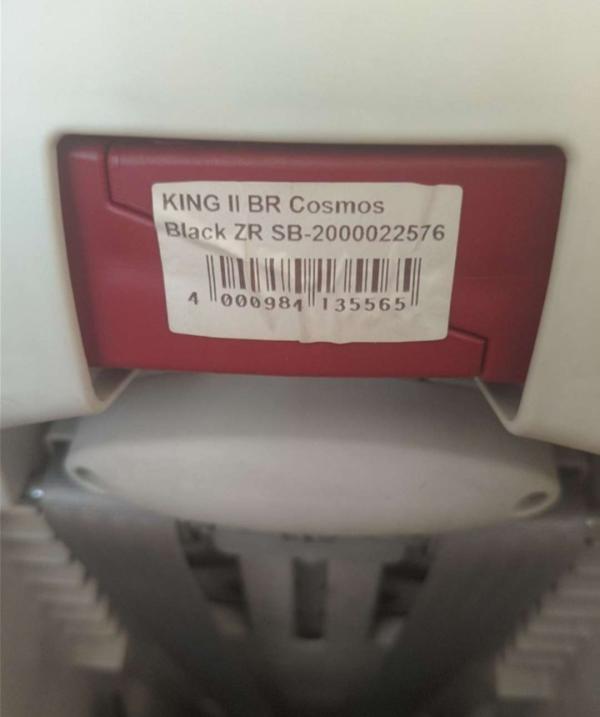 KING II BR Cosmos
Black ZR SB-2000022576
4 000984 135565